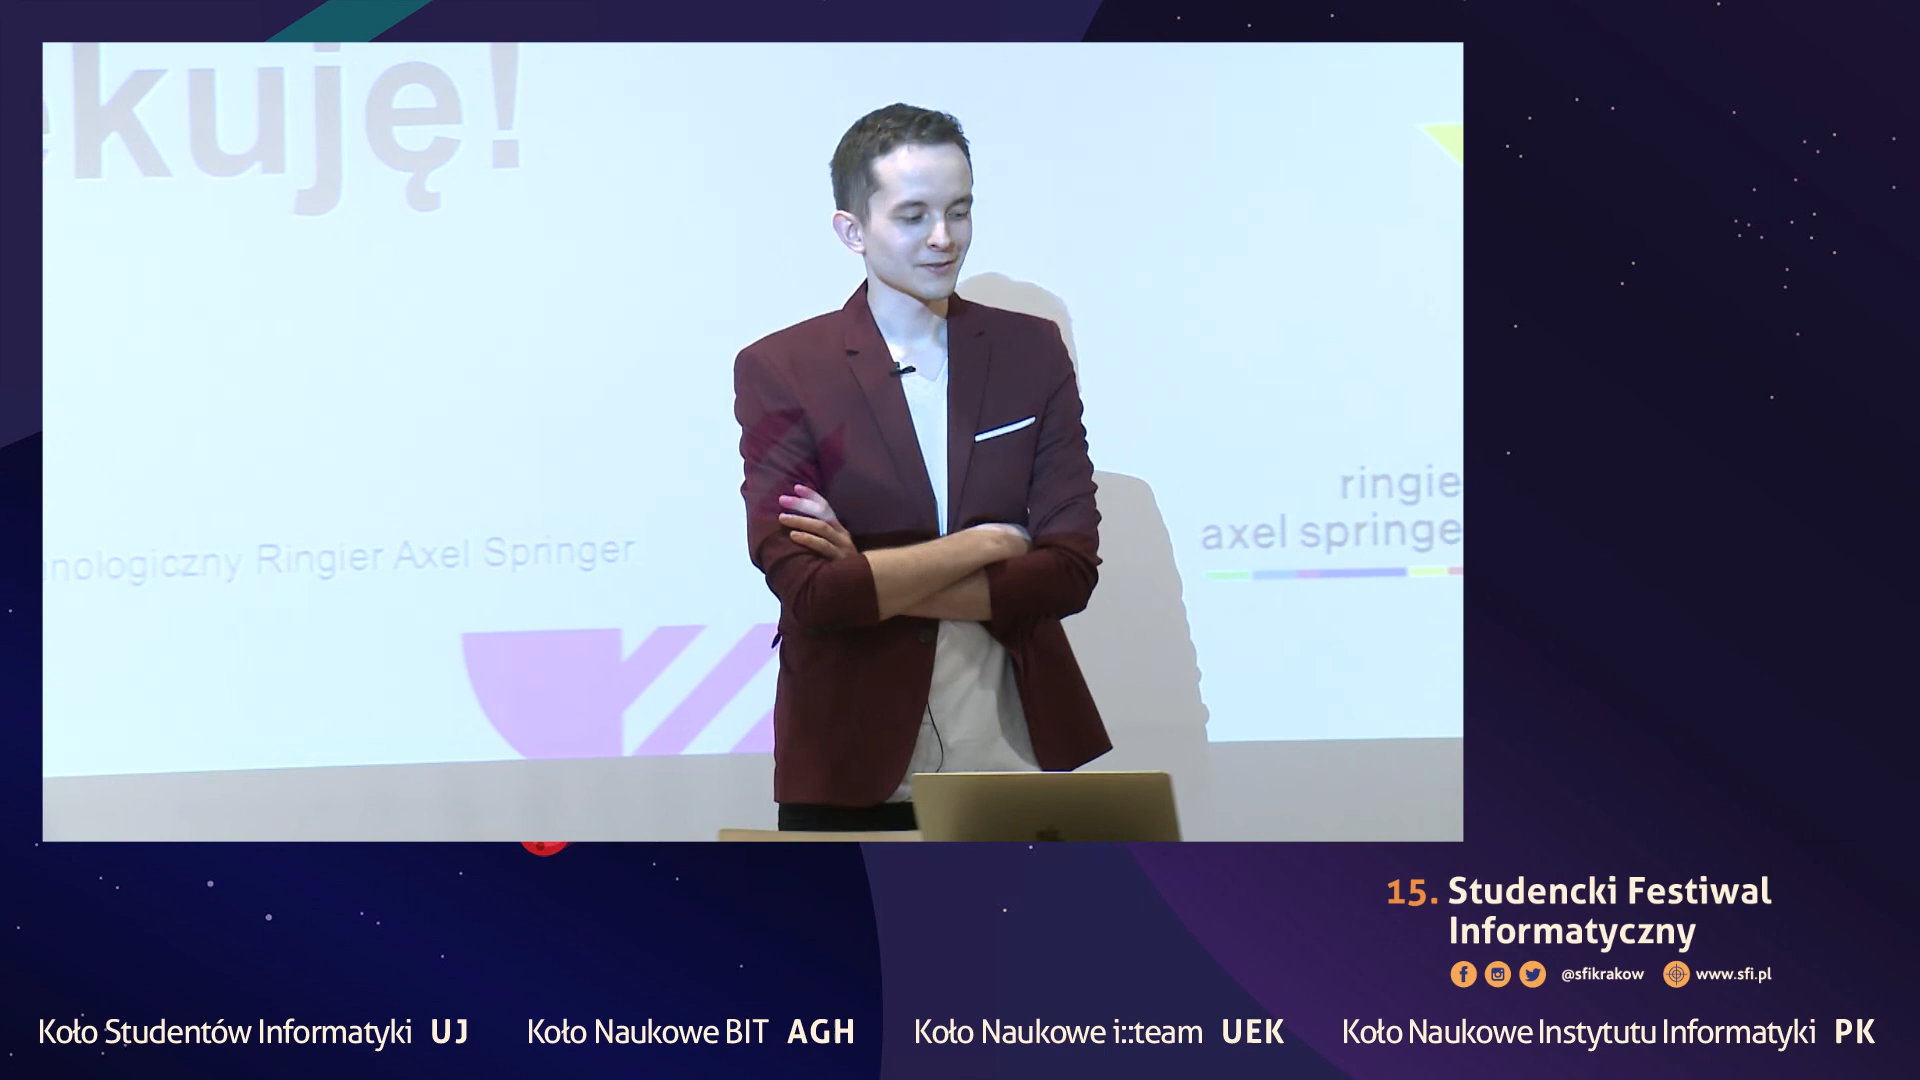 ekuję!
nologiczny Ringier Axel Springer
ringie
axel springe
15. Studencki Festiwal
Informatyczny
@sfikrakow www.sfi.pl
Koło Studentów Informatyki UJ Koło Naukowe BIT AGH Koło Naukowe i::team UEK Koło Naukowe Instytutu Informatyki PK